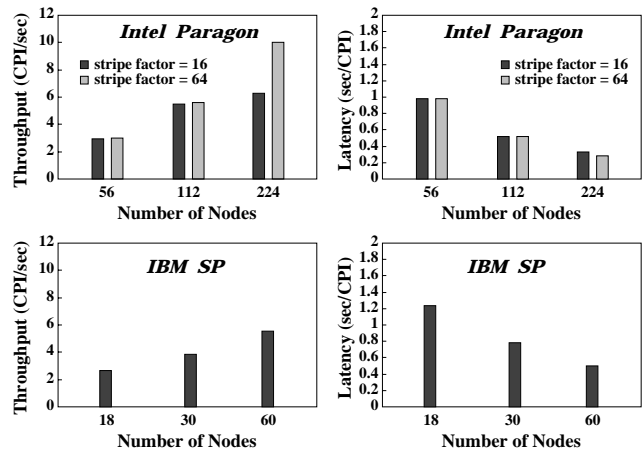 Intel Paragon
stripe factor = 16
stripe factor = 64
Throughput (CPI/sec)
12
10
8
6
4
2
0
56 112 224
Number of Nodes
Intel Paragon
stripe factor = 16
stripe factor = 64
Latency (sec/CPI)
2
1.8
1.6
1.4
1.2
1
0.8
0.6
0.4
0.2
0
56 112 224
Number of Nodes
IBM SP
Throughput (CPI/sec)
12
10
8
6
4
2
0
18 30 60
Number of Nodes
IBM SP
Latency (sec/CPI)
2
1.8
1.6
1.4
1.2
1
0.8
0.6
0.4
0.2
0
18 30 60
Number of Nodes